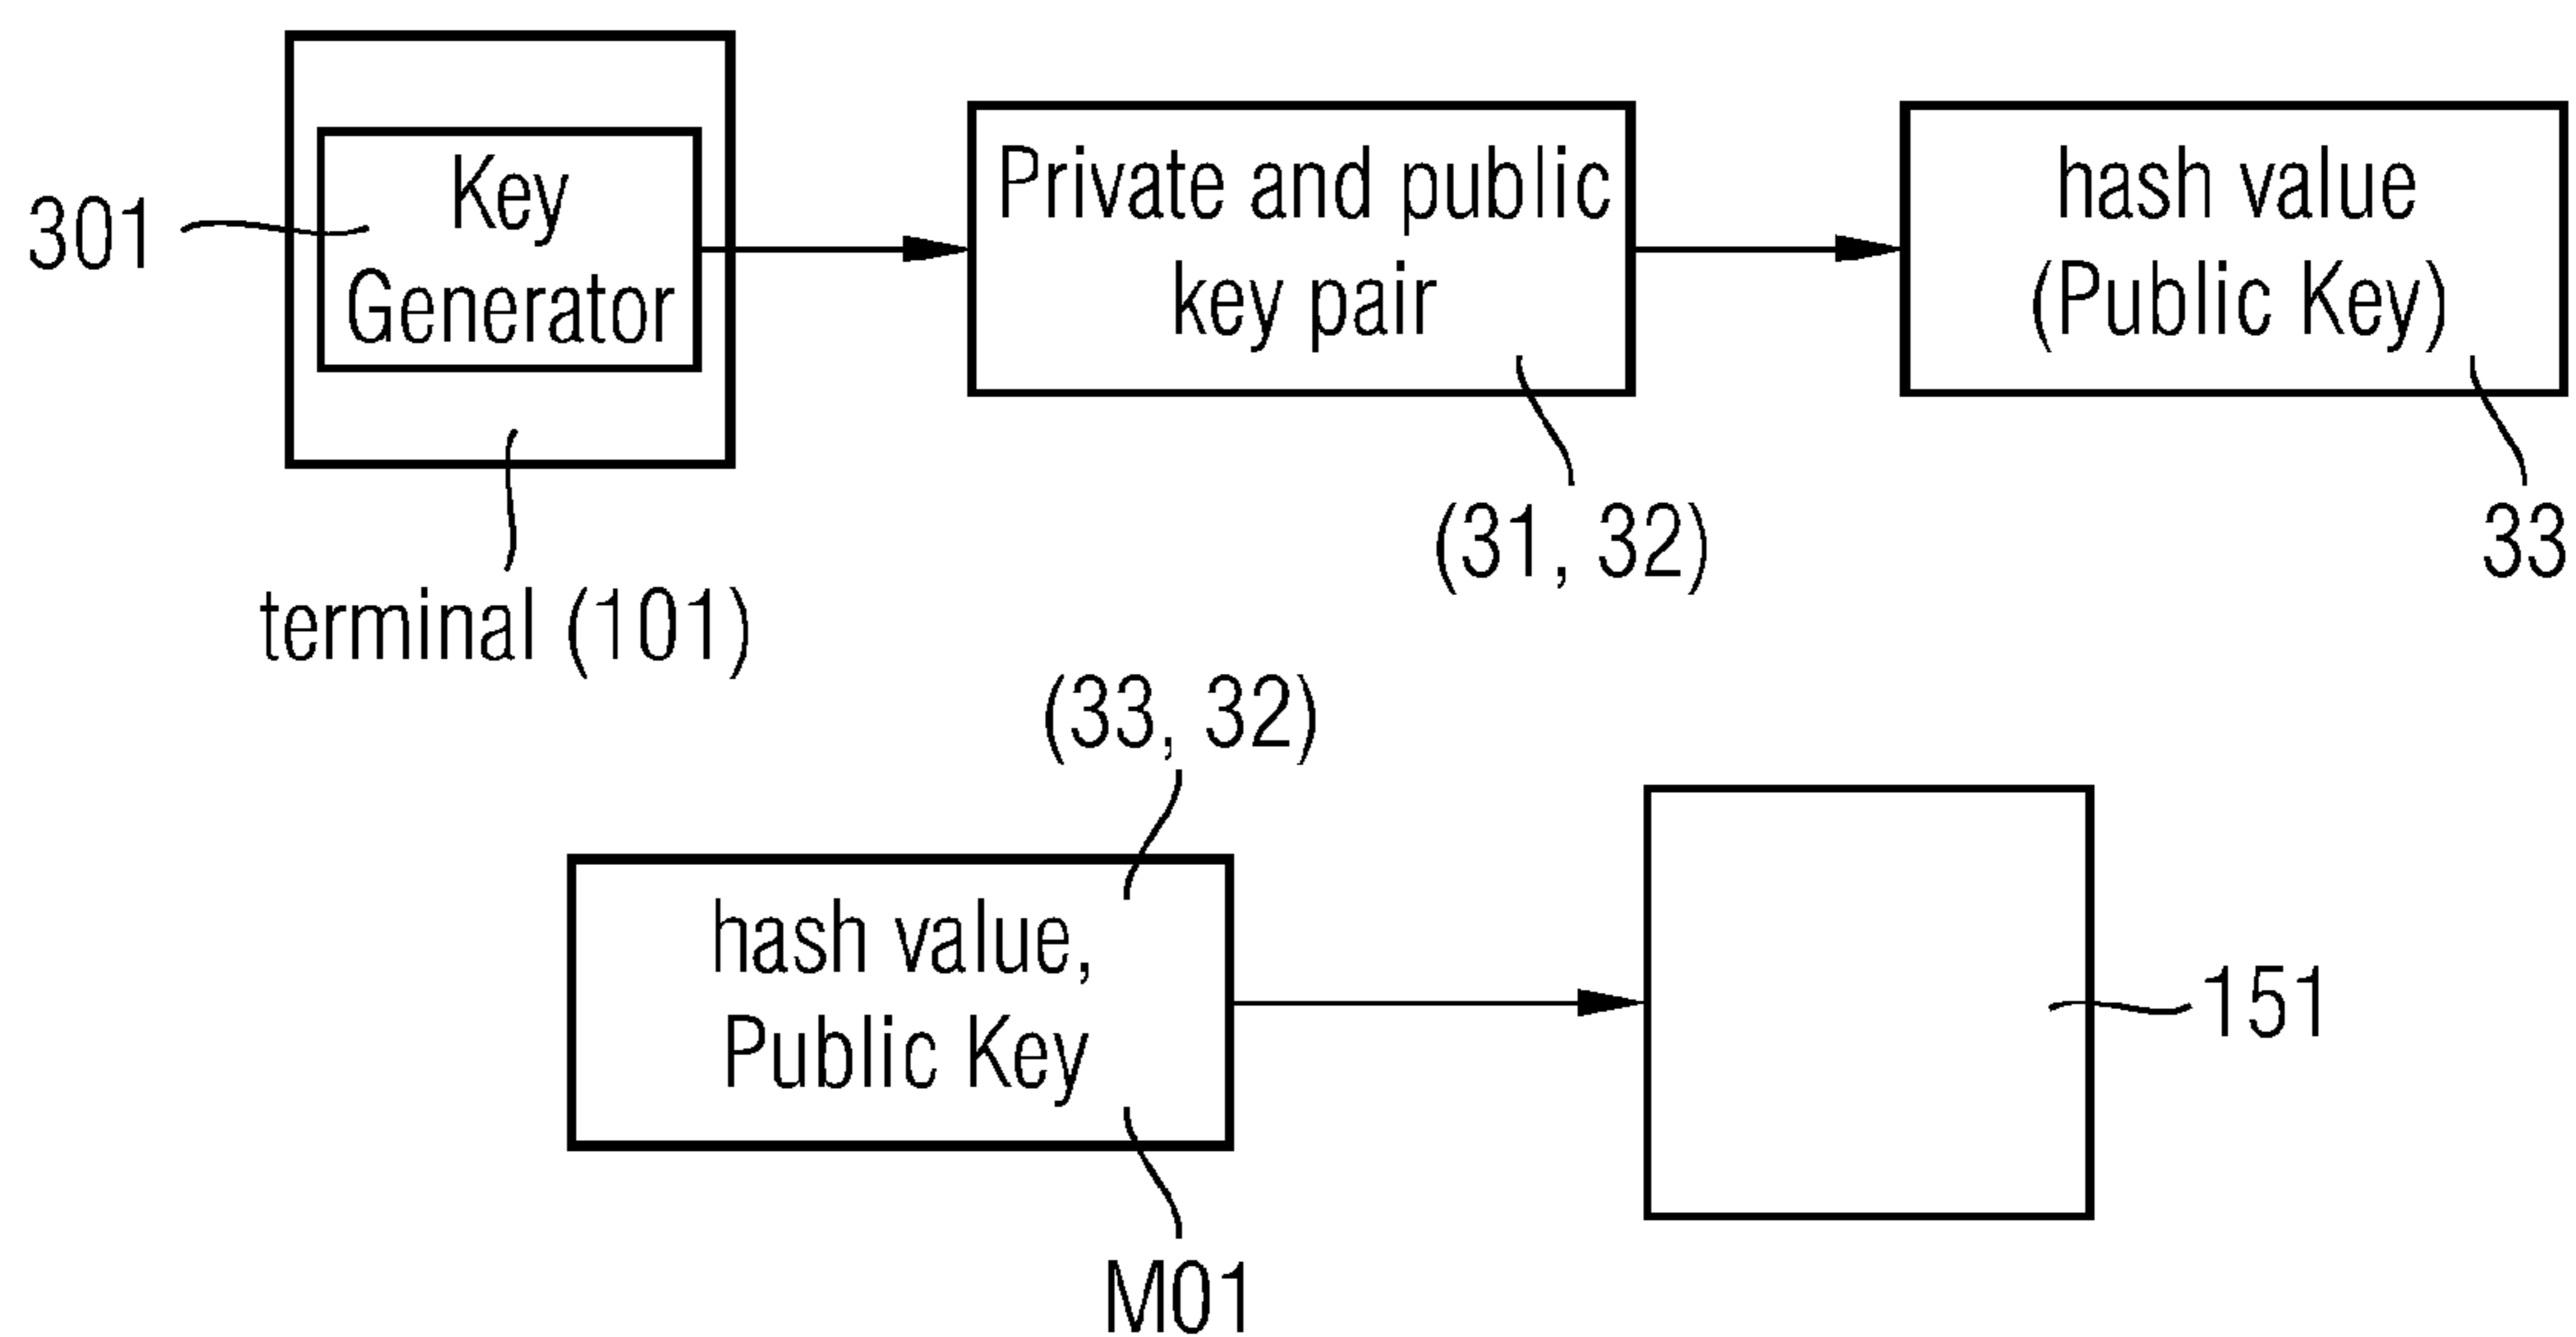 301
Key
Generator
terminal (101)
Private and public
key pair
(31, 32)
hash value
(Public Key)
33
(33, 32)
hash value,
Public Key
M01
151